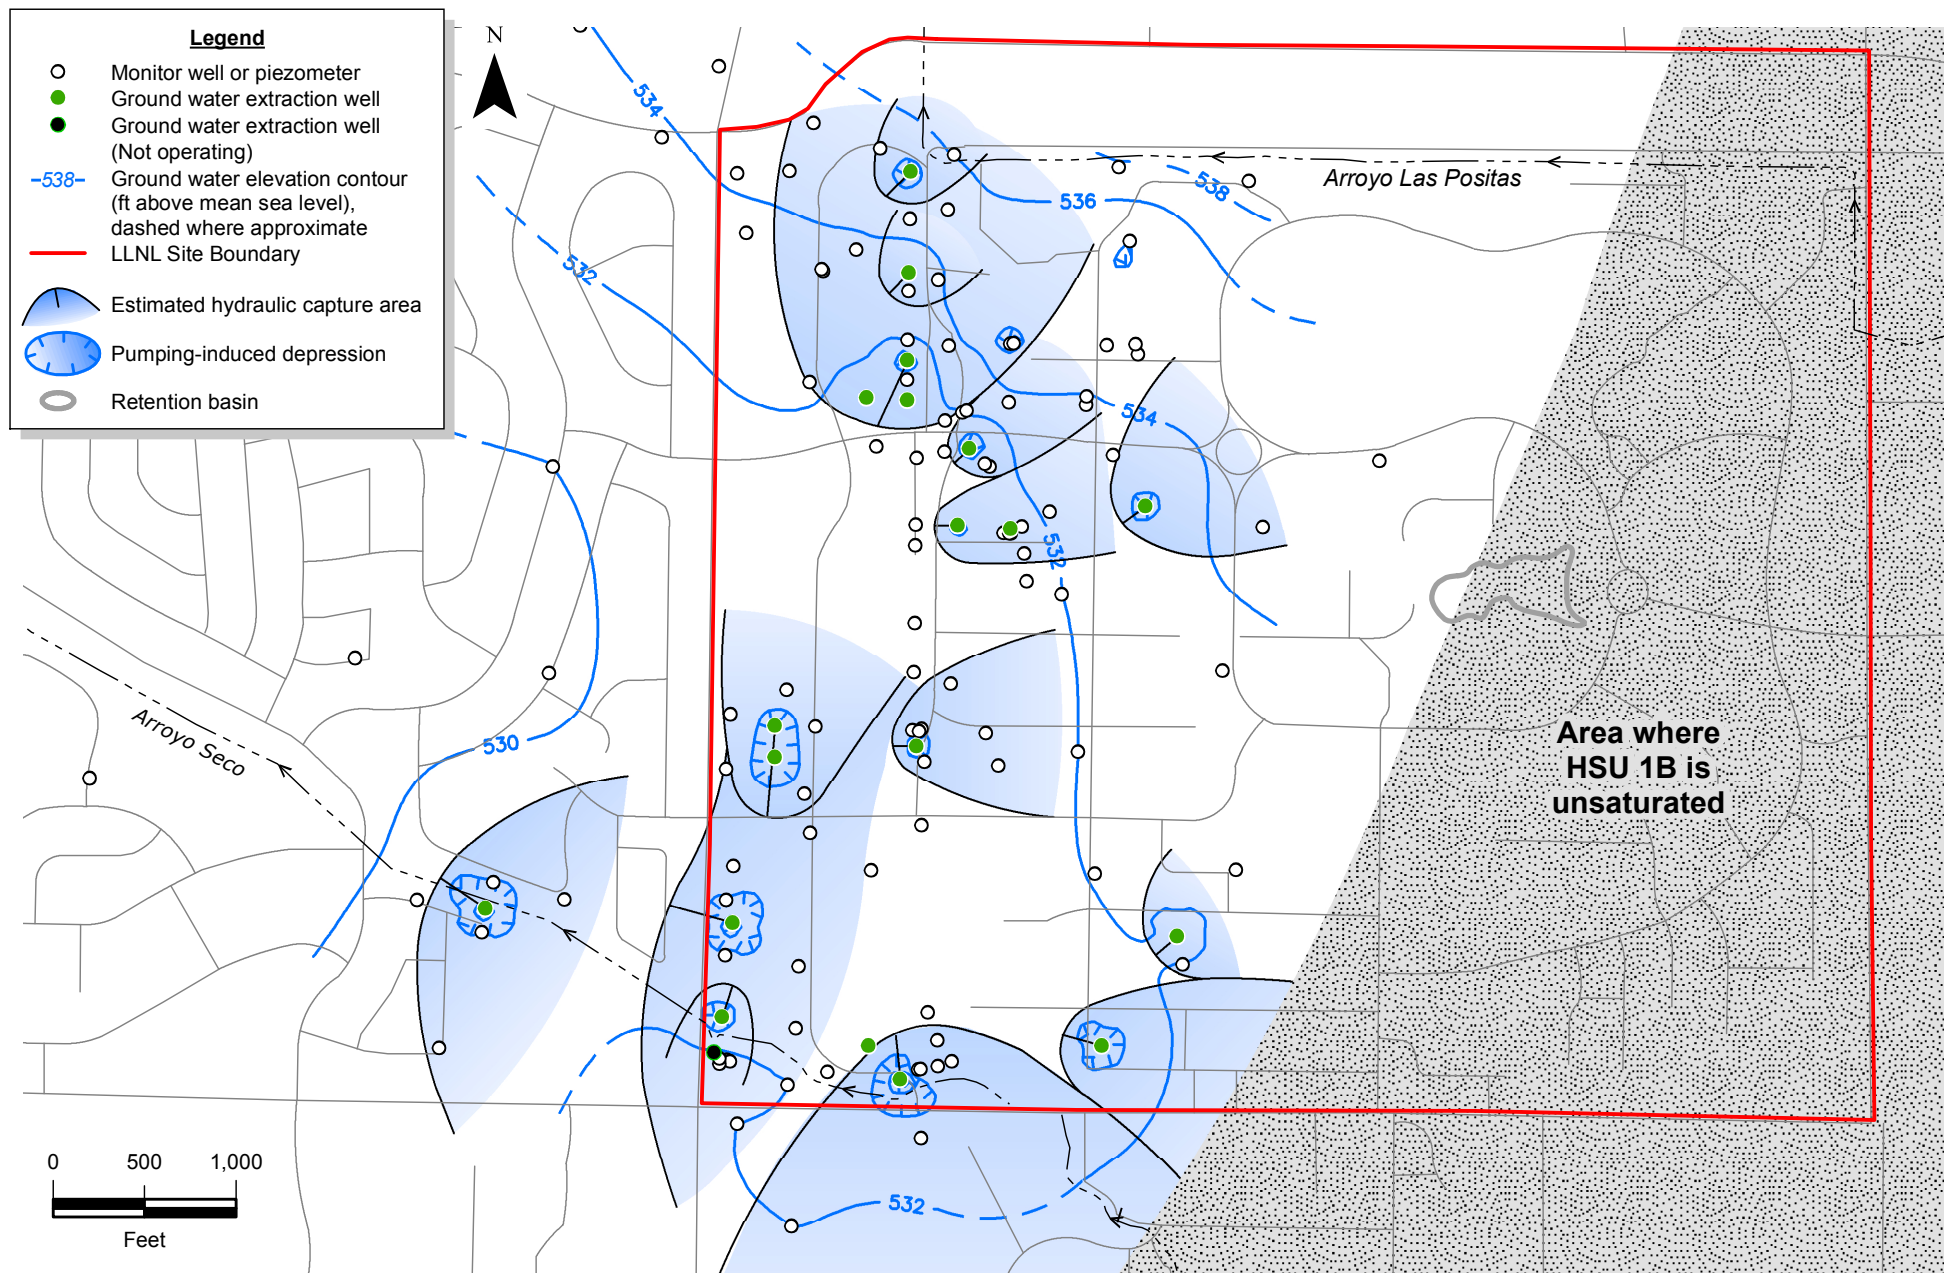 Legend
Monitor well or piezometer
Ground water extraction well
Ground water extraction well
(Not operating)
-538- Ground water elevation contour
(ft above mean sea level),
dashed where approximate
LLNL Site Boundary
Estimated hydraulic capture area
Pumping-induced depression
Retention basin
N
534
536
538
Arroyo Las Positas
532
534
532
530
Arroyo Seco
Area where
HSU 1B is
unsaturated
532
0 500 1,000
Feet